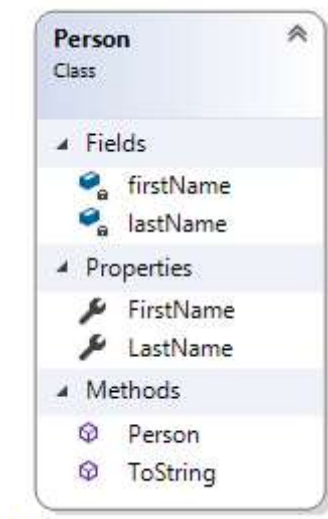 Person
Class
Fields
firstName
lastName
Properties
FirstName
LastName
Methods
Person
ToString